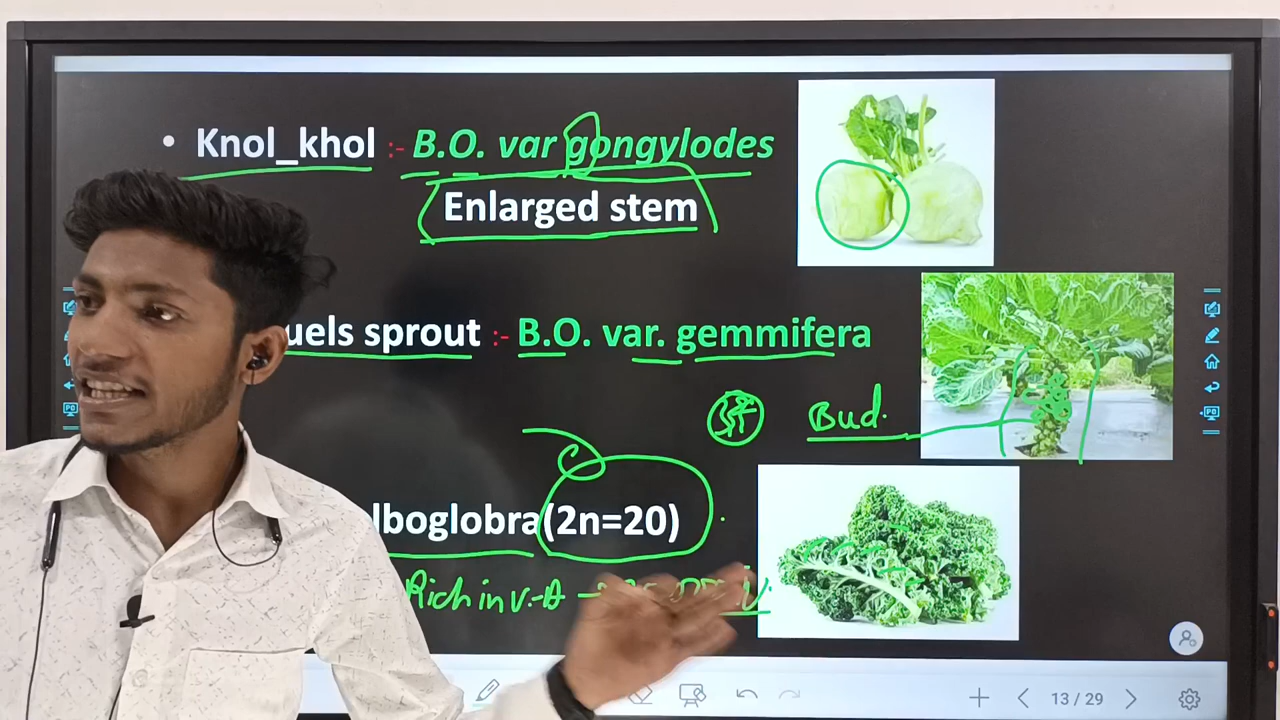 • Knol_khol :- B.O. var gongylodes
Enlarged stem
uels sprout :- B.O. var. gemmifera
Bud.
lboglobra(2n=20)
Rich in v.-A →
13 / 29